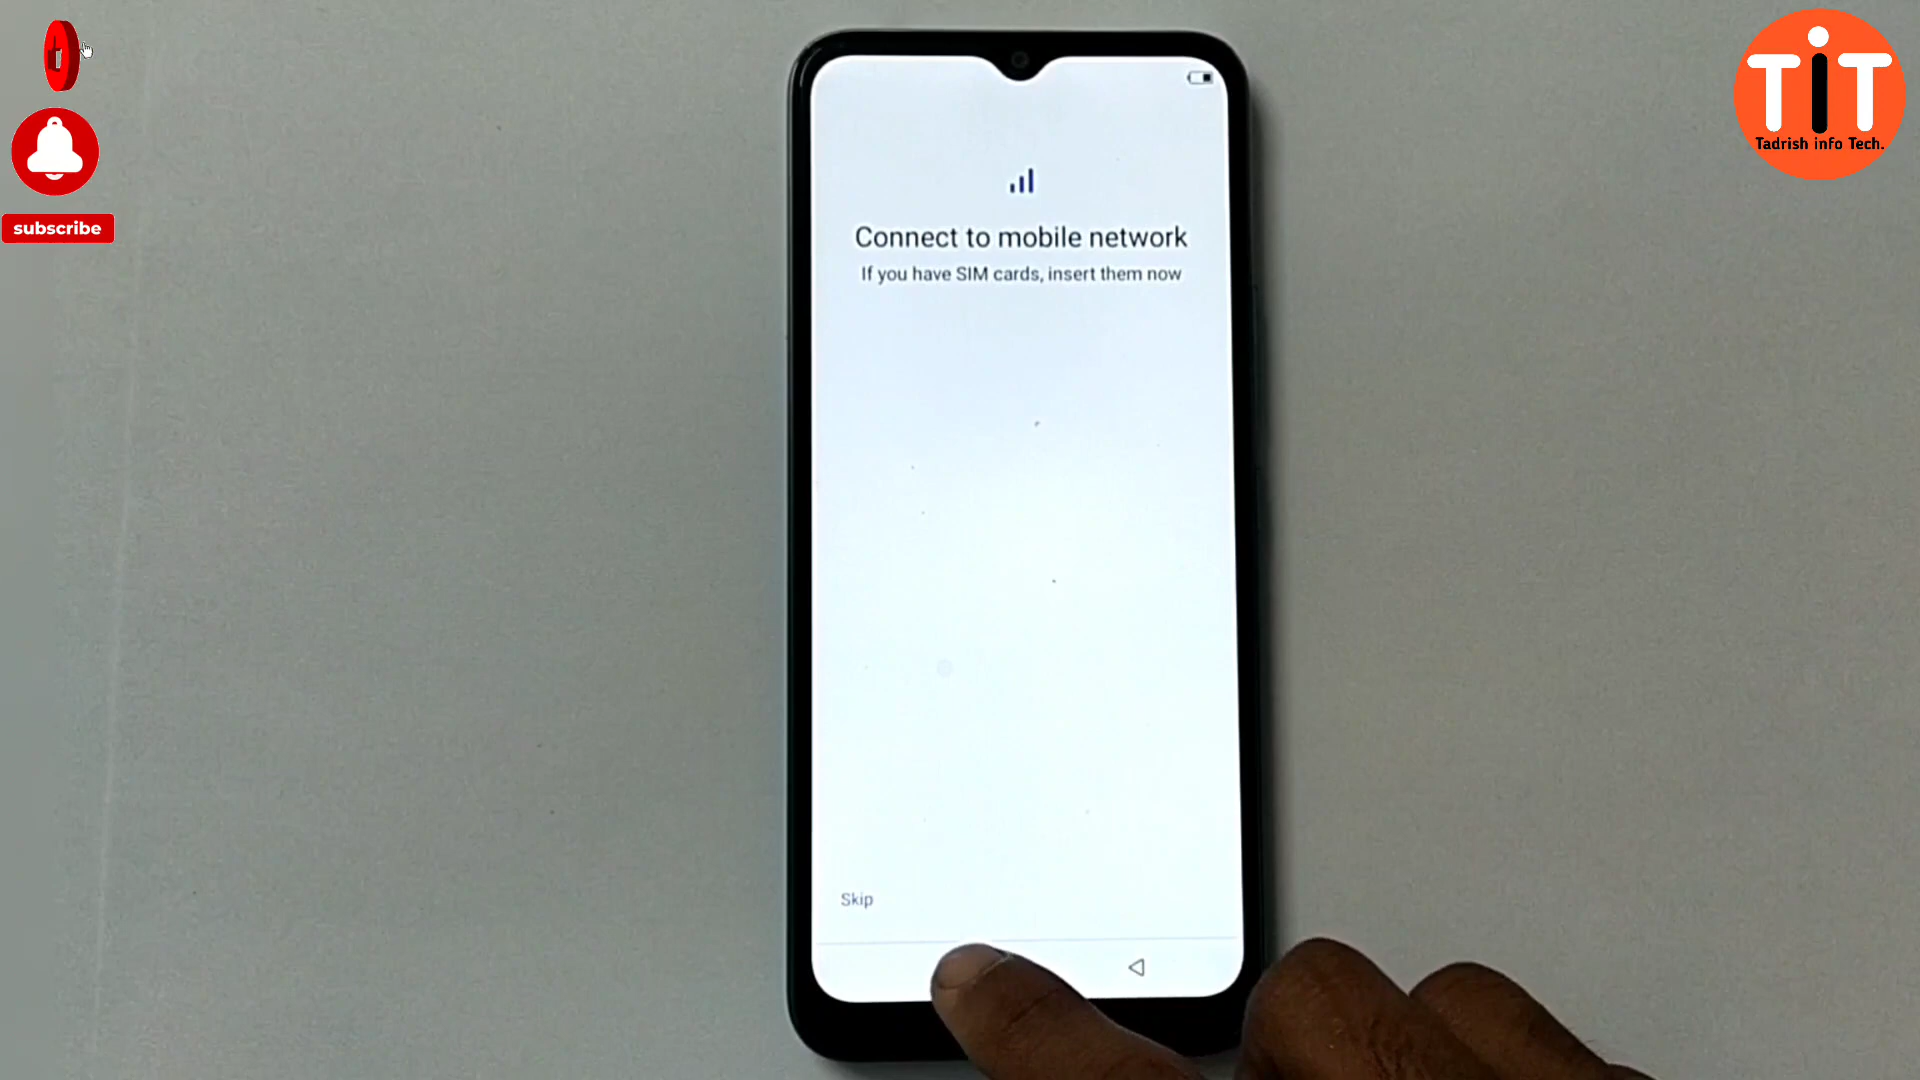 subscribe
TiT
Tadrish info Tech.
Connect to mobile network
If you have SIM cards, insert them now
Skip